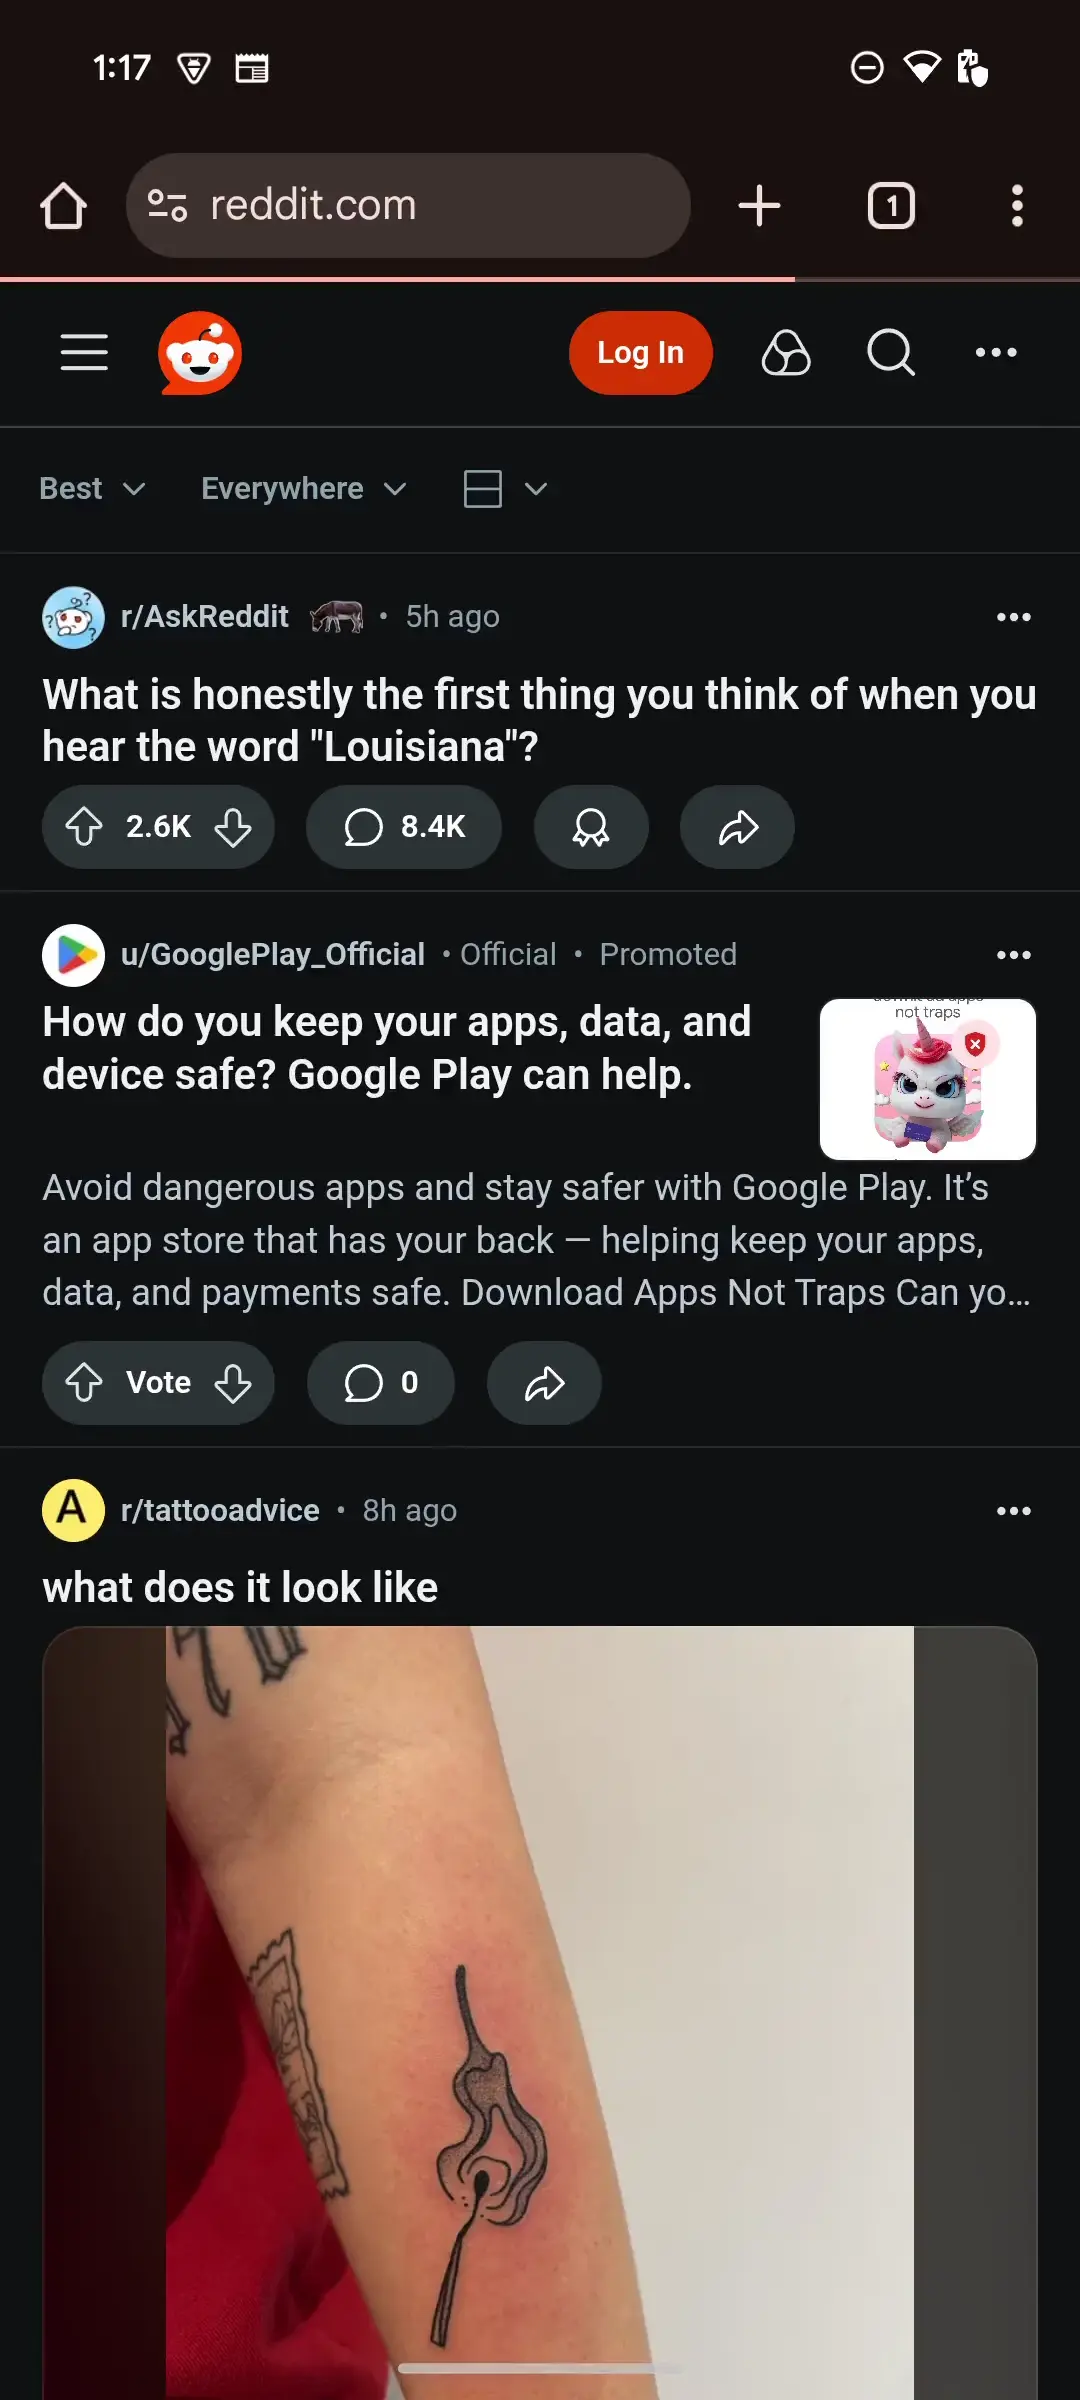 1:17
reddit.com
1
Log In
Best
Everywhere
r/AskReddit • 5h ago
What is honestly the first thing you think of when you
hear the word "Louisiana"?
2.6K
8.4K
u/GooglePlay_Official • Official • Promoted
How do you keep your apps, data, and
device safe? Google Play can help.
not traps
Avoid dangerous apps and stay safer with Google Play. It’s
an app store that has your back — helping keep your apps,
data, and payments safe. Download Apps Not Traps Can yo...
Vote
0
A
r/tattooadvice • 8h ago
what does it look like